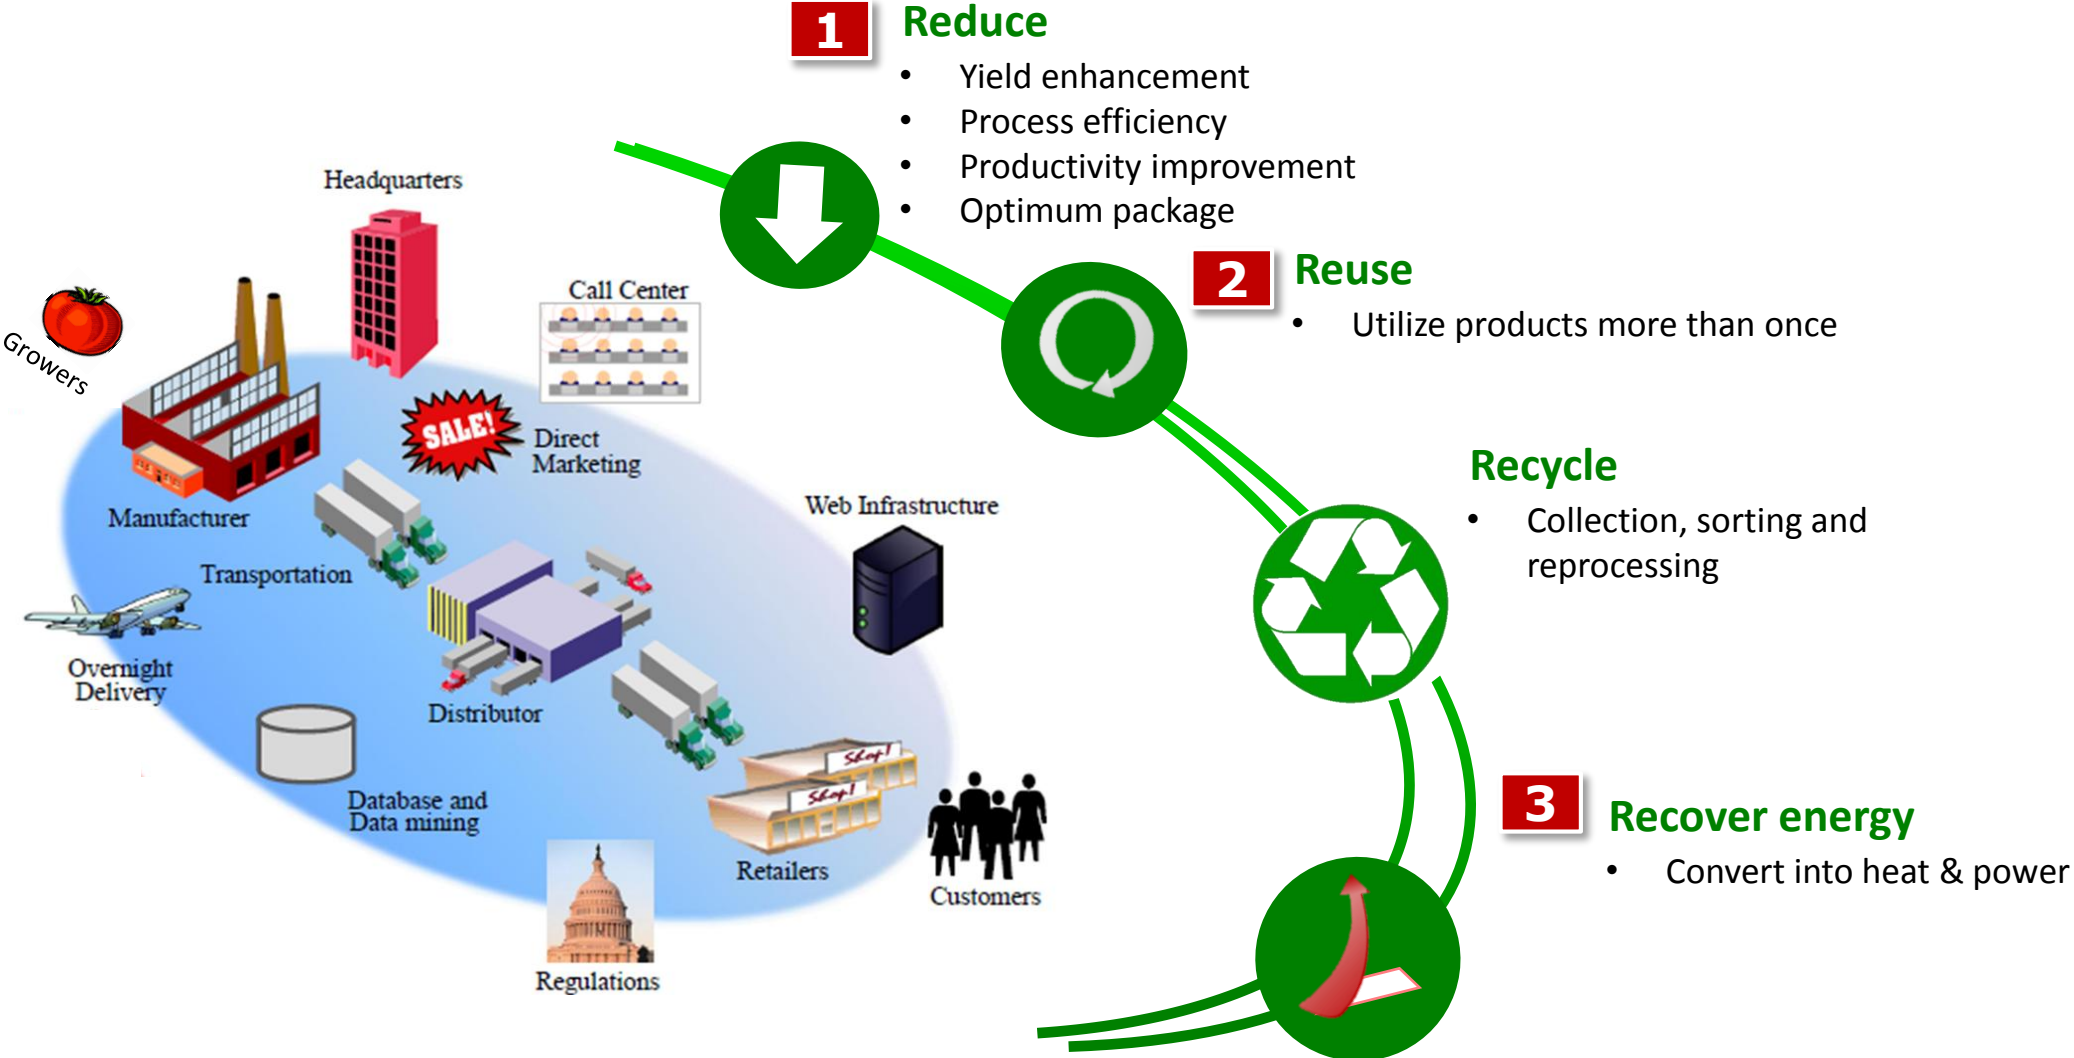 1
Reduce
• Yield enhancement
• Process efficiency
• Productivity improvement
• Optimum package
2
Reuse
• Utilize products more than once
Recycle
• Collection, sorting and
reprocessing
3
Recover energy
• Convert into heat & power
Headquarters
Growers
Call Center
SALE!
Direct
Marketing
Manufacturer
Web Infrastructure
Transportation
Overnight
Delivery
Distributor
Database and
Data mining
Shop!
Shop!
Retailers
Customers
Regulations